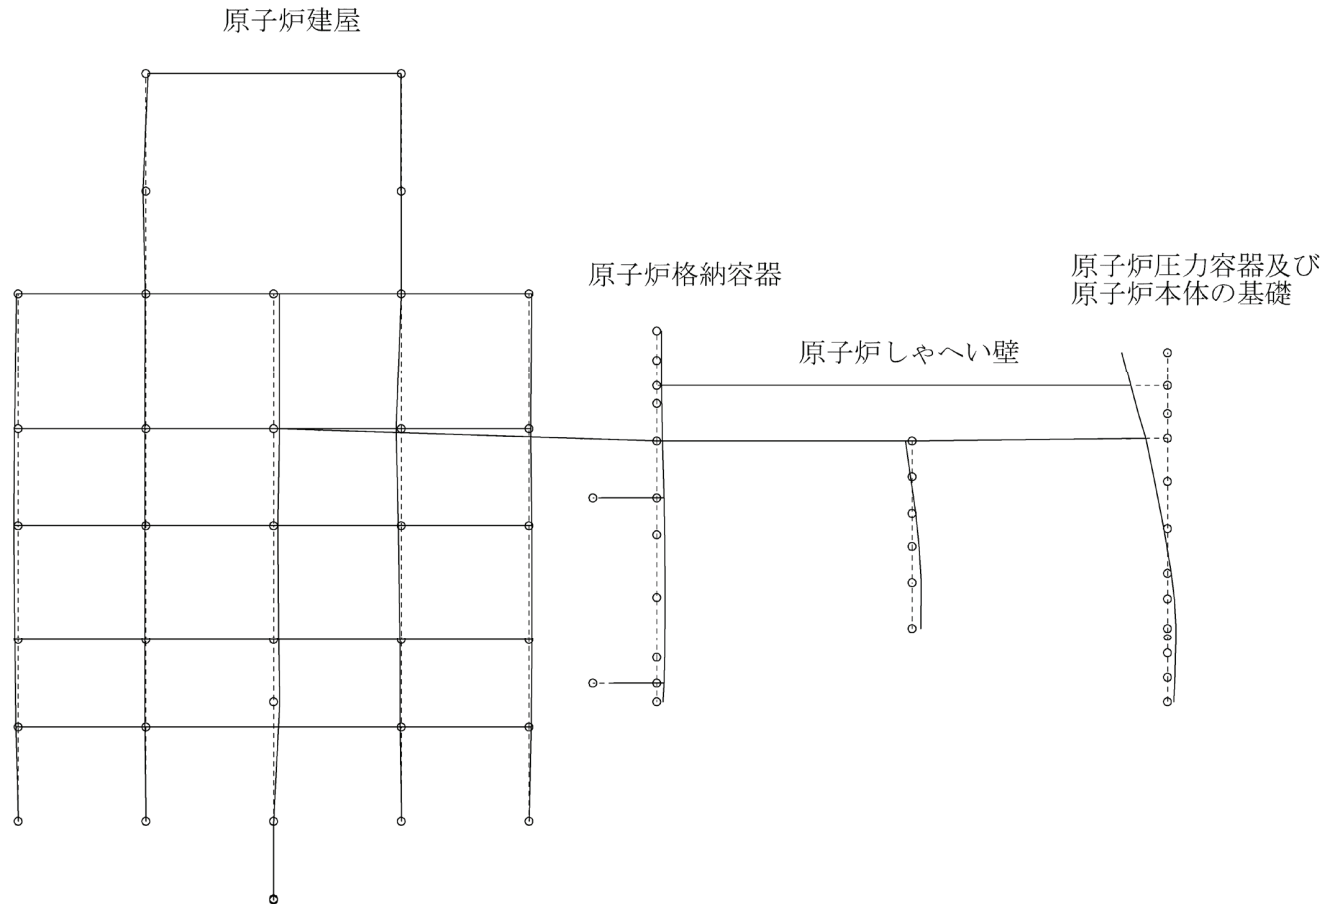 原子炉建屋
原子炉格納容器
原子炉圧力容器及び
原子炉本体の基礎
原子炉しゃへい壁